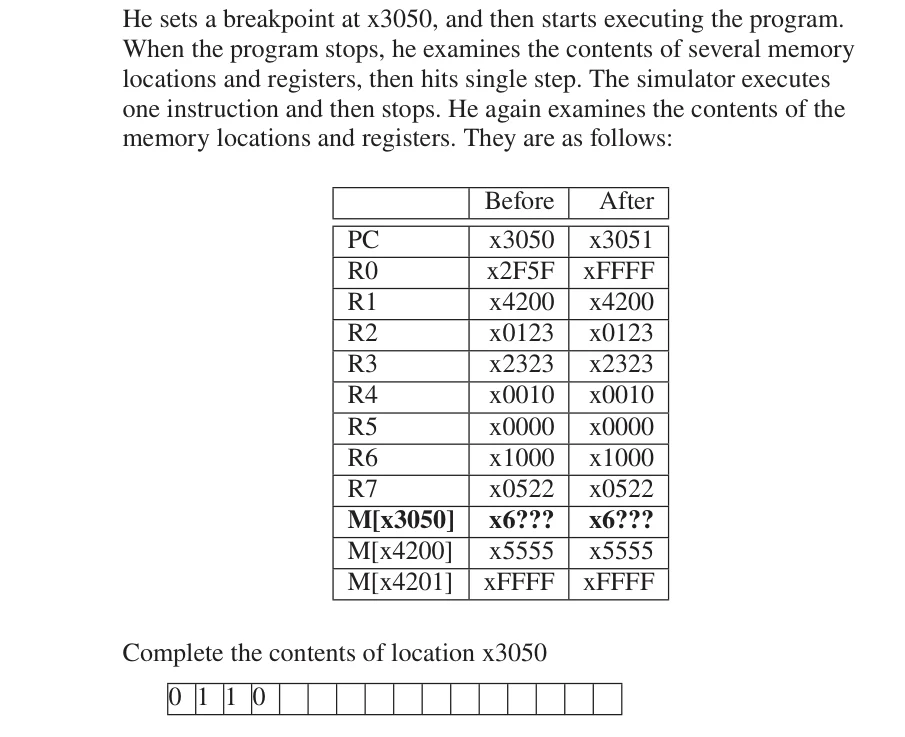 He sets a breakpoint at x3050, and then starts executing the program.
When the program stops, he examines the contents of several memory
locations and registers, then hits single step. The simulator executes
one instruction and then stops. He again examines the contents of the
memory locations and registers. They are as follows:
Before After
PC x3050 x3051
R0 x2F5F xFFFF
R1 x4200 x4200
R2 x0123 x0123
R3 x2323 x2323
R4 x0010 x0010
R5 x0000 x0000
R6 x1000 x1000
R7 x0522 x0522
M[x3050] x6??? x6???
M[x4200] x5555 x5555
M[x4201] xFFFF xFFFF
Complete the contents of location x3050
0 1 1 0